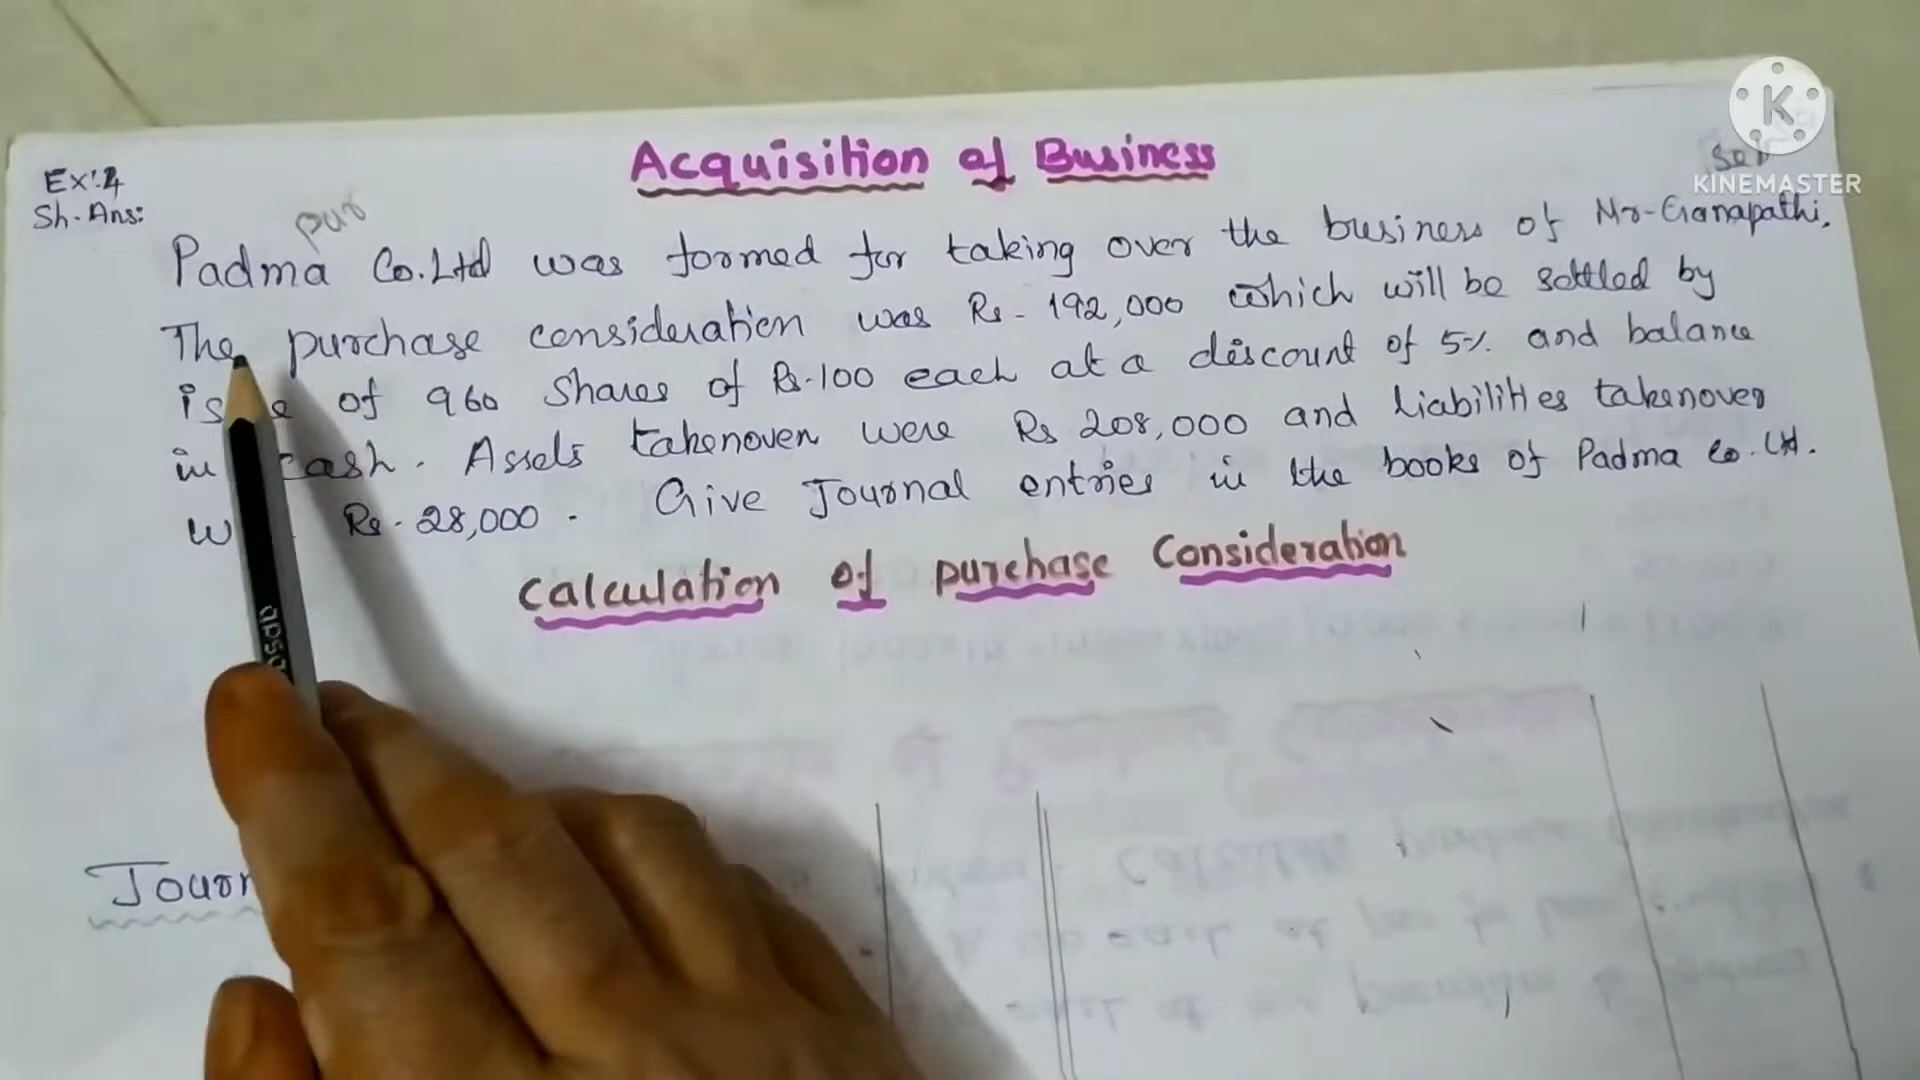 Acquisition of Business
Ex:4
Sh-Ans:
pur
K
KINEMASTER
Padma Co.Ltd was formed for taking over the business of Mr-Ganapathi.
The purchase consideration was Rs- 192,000 which will be settled by
of 960 Shares of Rs.100 each at a discount of 5% and balance
in cash. Assets takenover were Rs 208,000 and liabilities takenover
Rs. 28,000. Give Journal entries in the books of Padma Co. Ltd.
Calculation of purchase Consideration
Journ